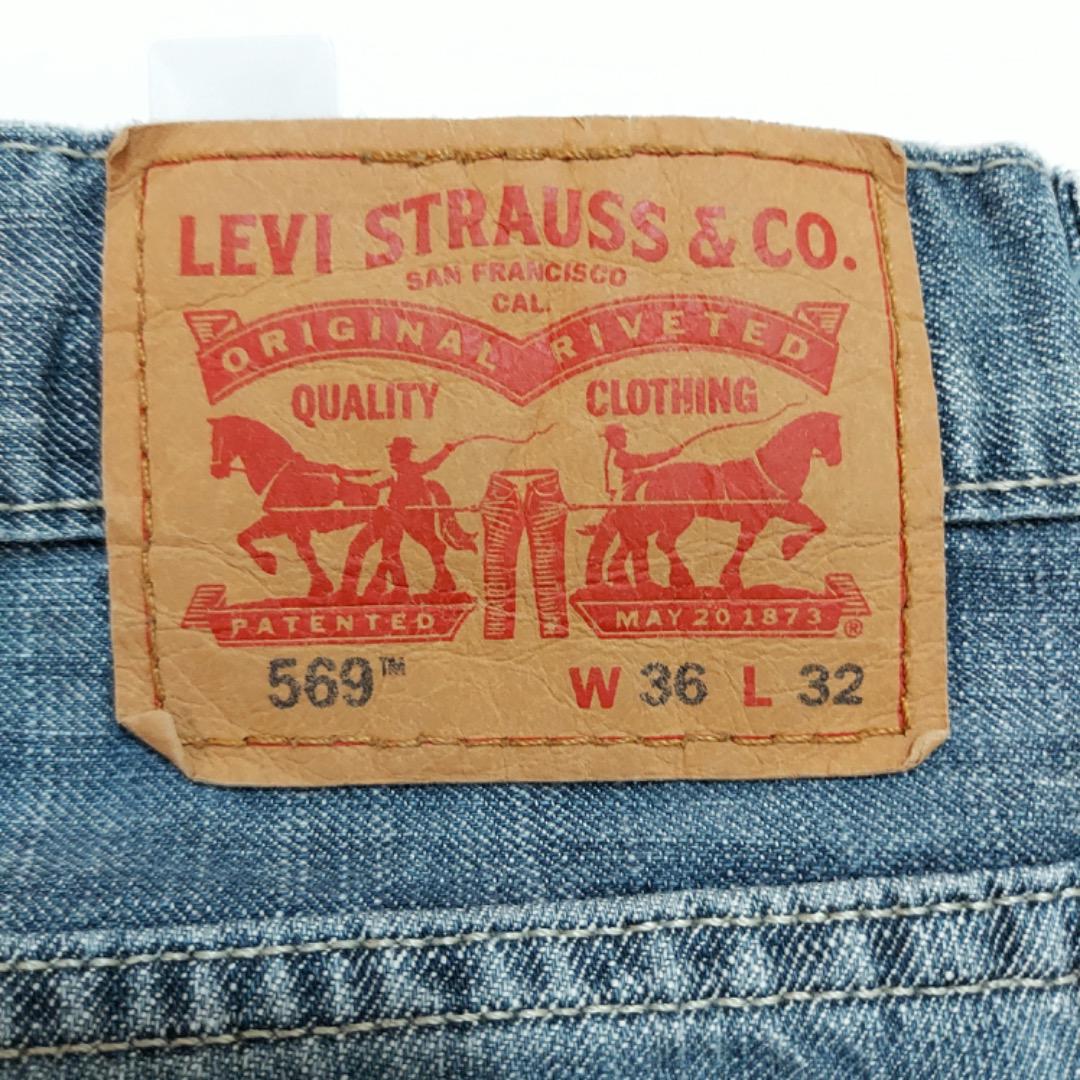 LEVI STRAUSS & CO.
SAN FRANCISCO
CAL.
ORIGINAL RIVETED
QUALITY CLOTHING
PATENTED MAY 20 1873 ®
569™ W 36 L 32